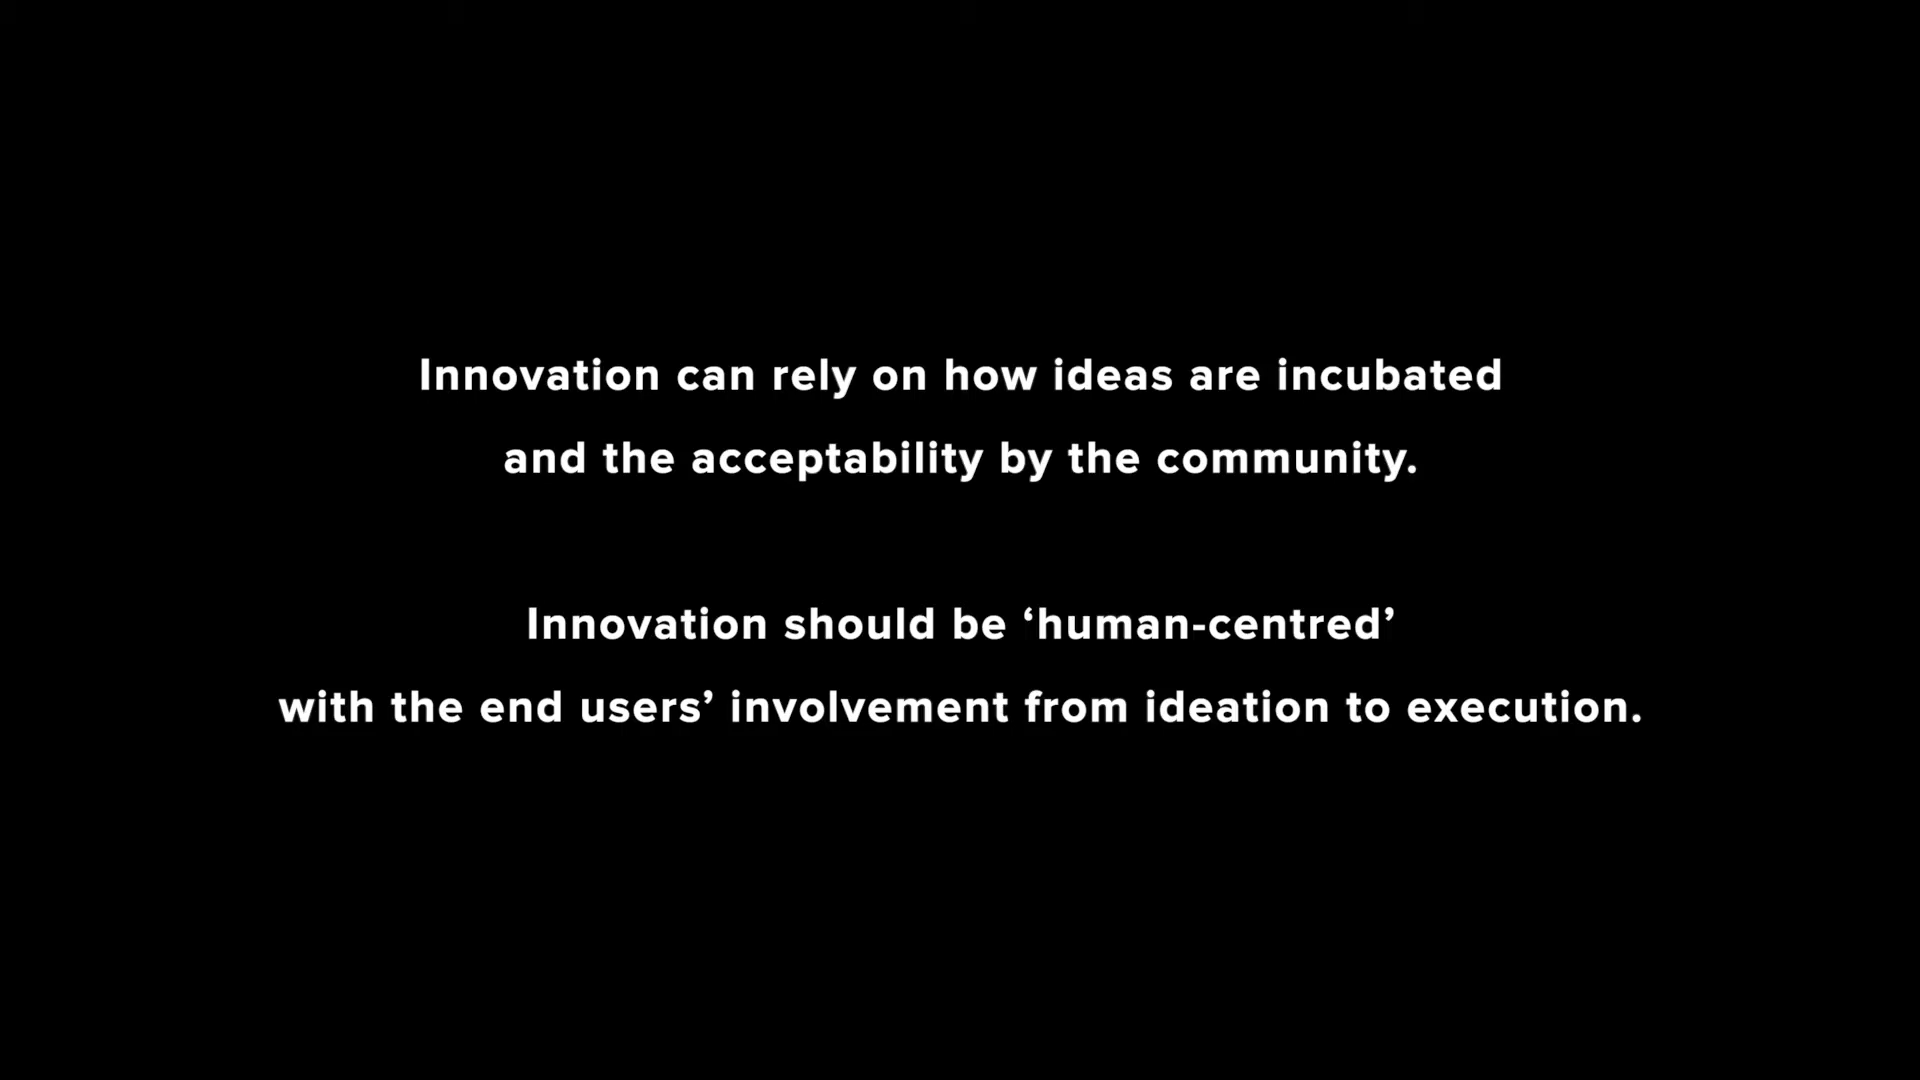 Innovation can rely on how ideas are incubated
and the acceptability by the community.
Innovation should be ‘human-centred’
with the end users’ involvement from ideation to execution.